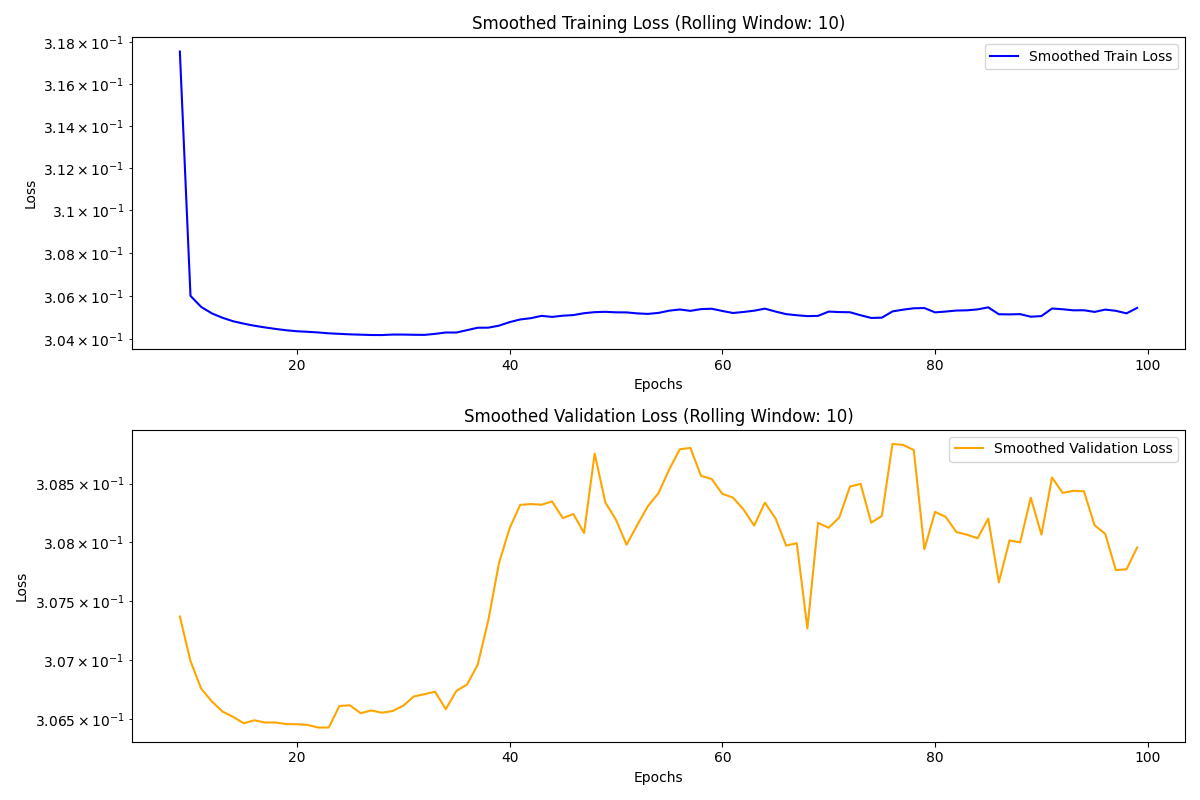 Smoothed Training Loss (Rolling Window: 10)
3.18 × 10⁻¹
3.16 × 10⁻¹
3.14 × 10⁻¹
3.12 × 10⁻¹
3.1 × 10⁻¹
3.08 × 10⁻¹
3.06 × 10⁻¹
3.04 × 10⁻¹
Loss
Smoothed Train Loss
20 40 60 80 100
Epochs
Smoothed Validation Loss (Rolling Window: 10)
3.085 × 10⁻¹
3.08 × 10⁻¹
3.075 × 10⁻¹
3.07 × 10⁻¹
3.065 × 10⁻¹
Loss
Smoothed Validation Loss
20 40 60 80 100
Epochs